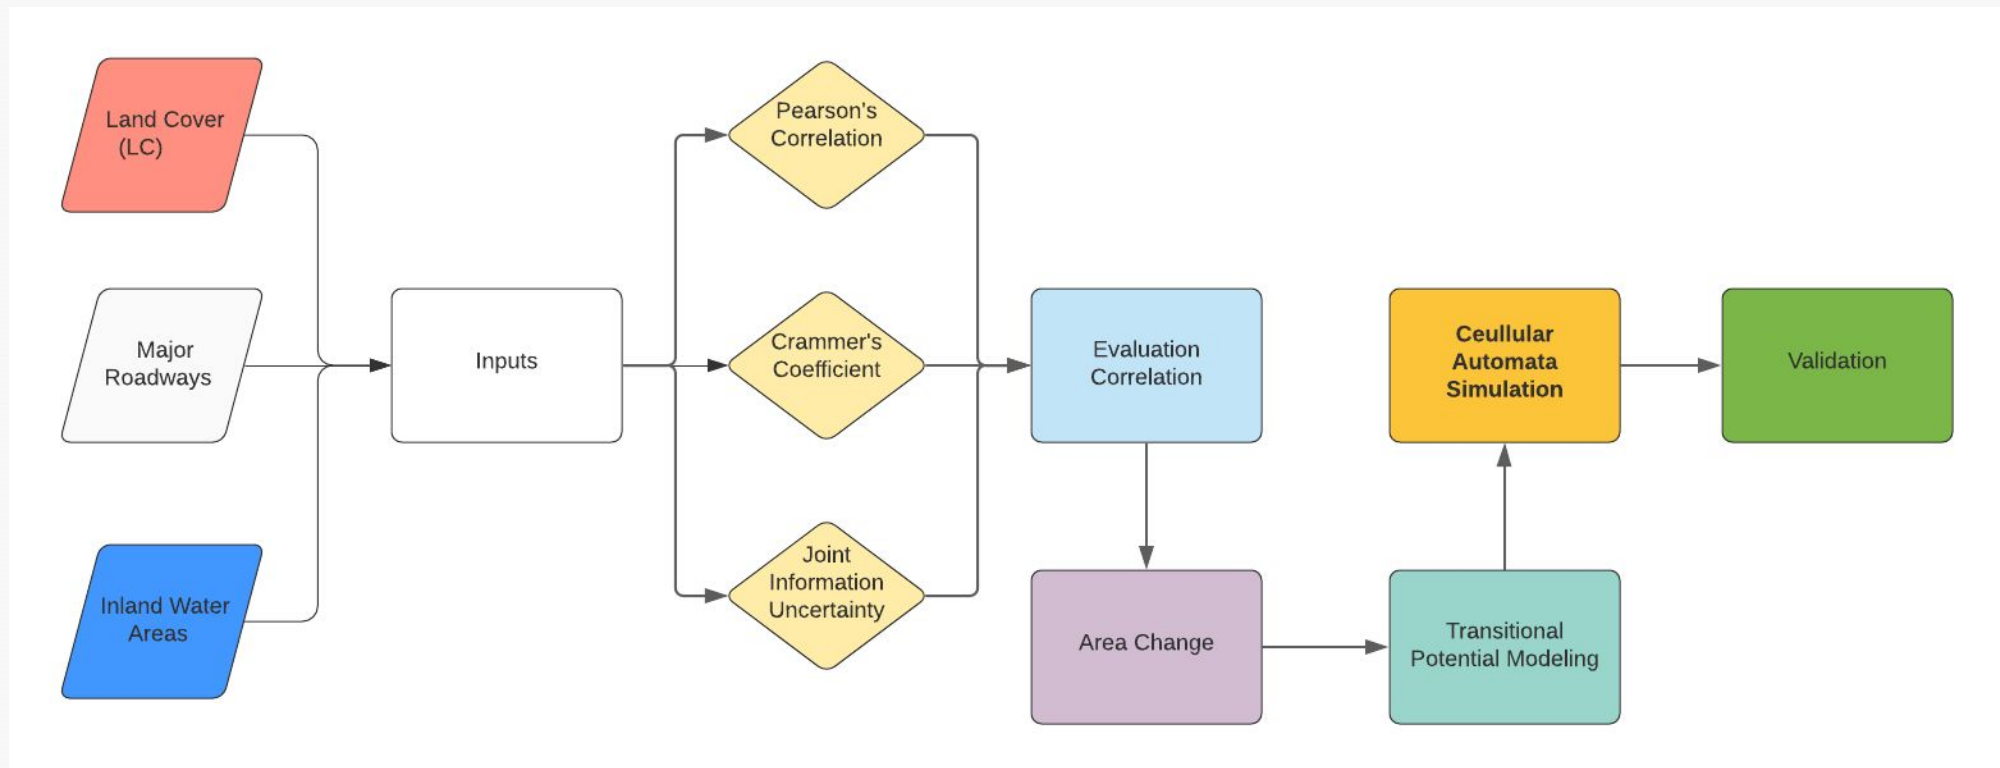 Land Cover
(LC)
Major
Roadways
Inland Water
Areas
Inputs
Pearson's
Correlation
Crammer's
Coefficient
Joint
Information
Uncertainty
Evaluation
Correlation
Area Change
Transitional
Potential Modeling
Ceullular
Automata
Simulation
Validation